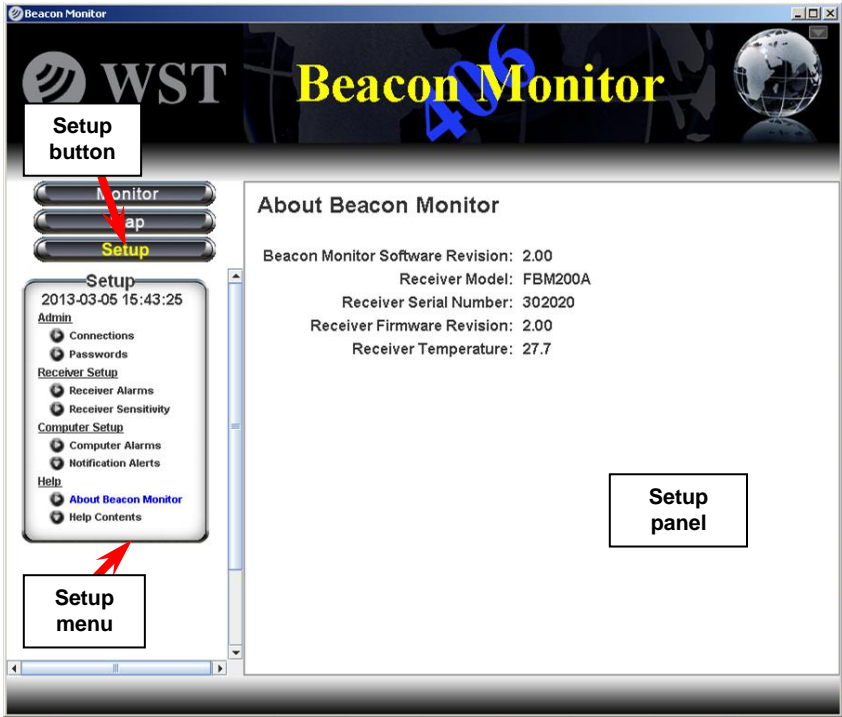 Beacon Monitor
WST
406
Beacon Monitor
Setup
button
Monitor
ap
Setup
Setup
2013-03-05 15:43:25
Admin
Connections
Passwords
Receiver Setup
Receiver Alarms
Receiver Sensitivity
Computer Setup
Computer Alarms
Notification Alerts
Help
About Beacon Monitor
Help Contents
About Beacon Monitor
Beacon Monitor Software Revision: 2.00
Receiver Model: FBM200A
Receiver Serial Number: 302020
Receiver Firmware Revision: 2.00
Receiver Temperature: 27.7
Setup
panel
Setup
menu